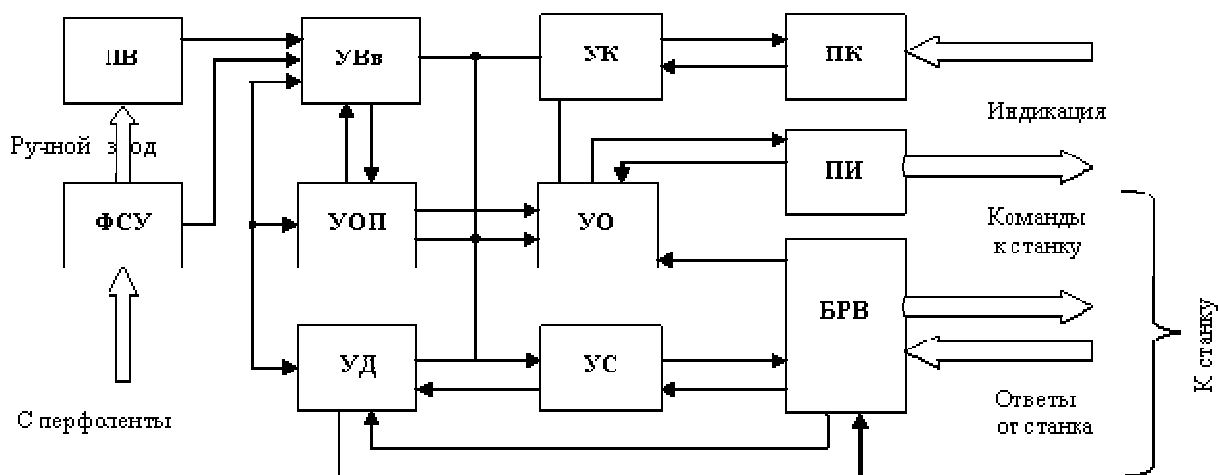 ПВ
УВв
УК
ПК
Индикация
Ручной ввод
ПИ
ФСУ
УОП
УО
Команды
к станку
БРВ
К станку
УД
УС
С перфоленты
Ответы
от станка